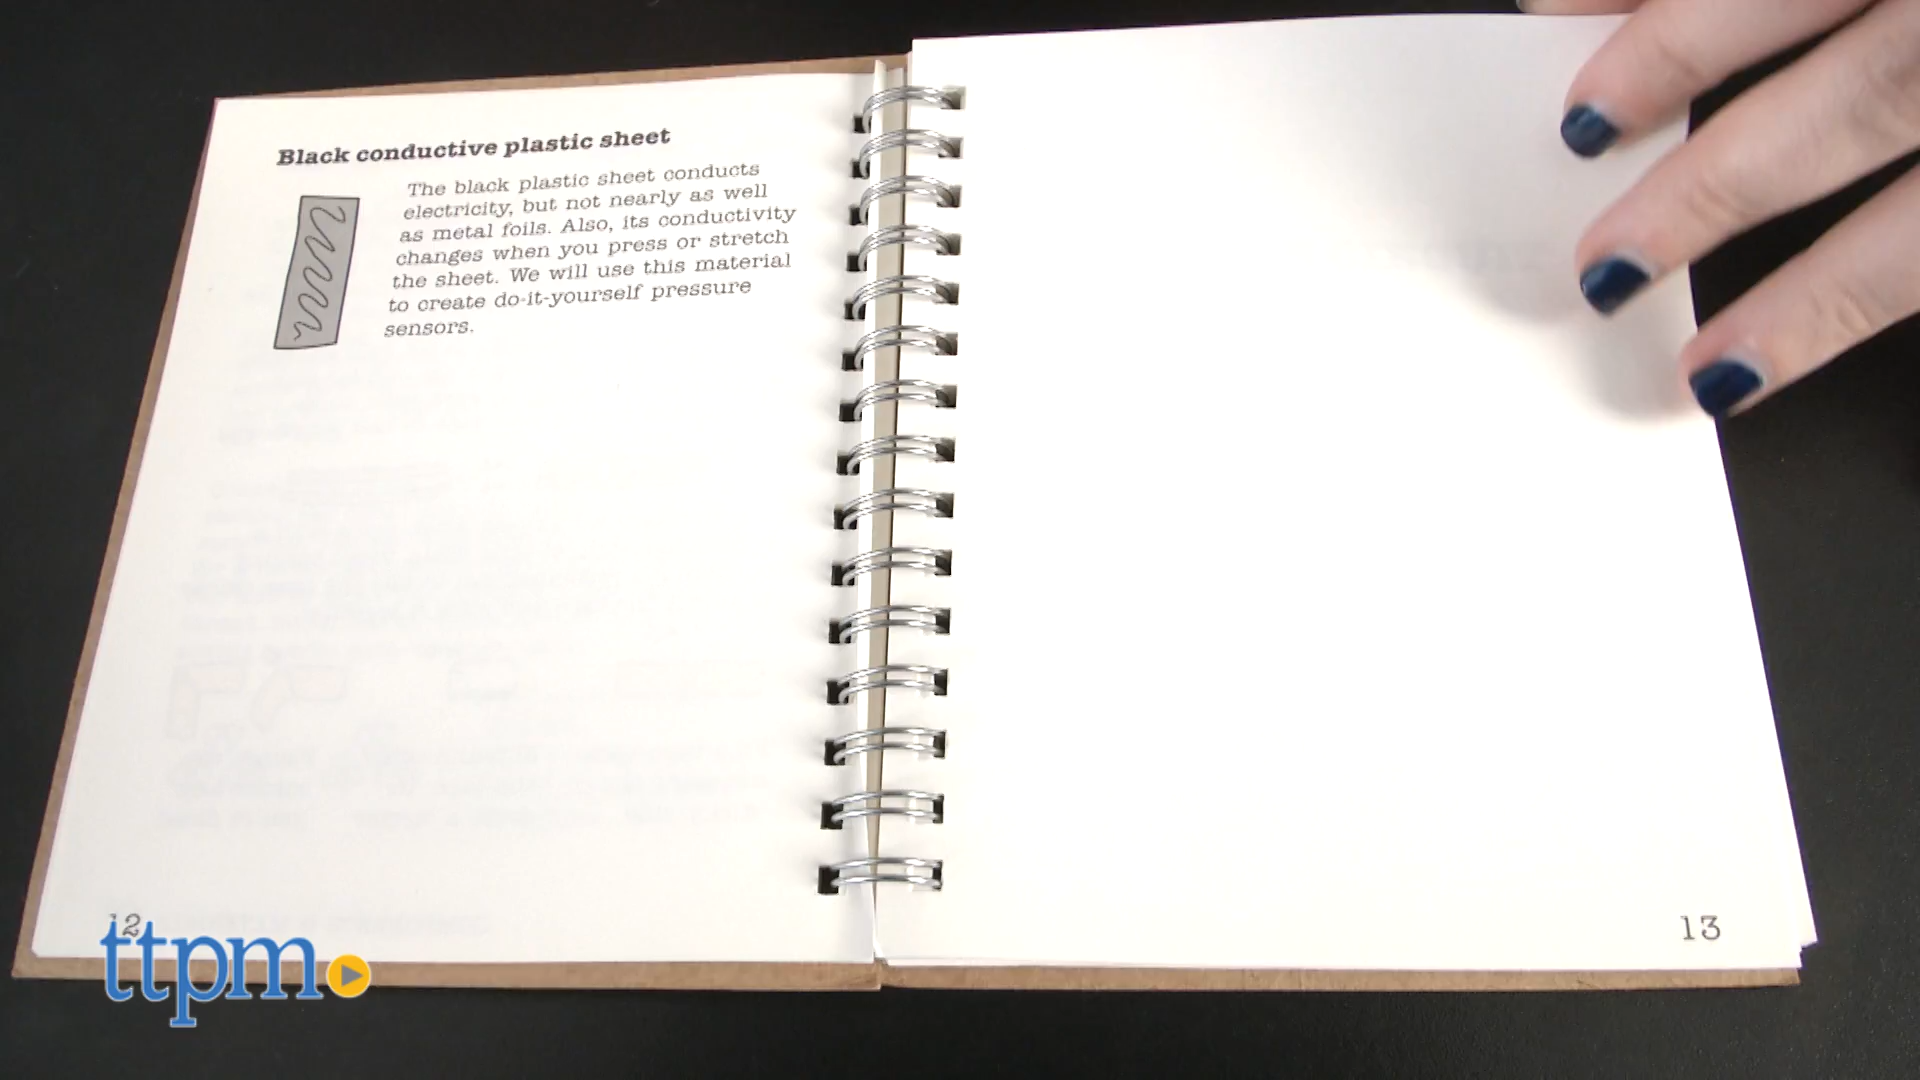 Black conductive plastic sheet
The black plastic sheet conducts
electricity, but not nearly as well
as metal foils. Also, its conductivity
changes when you press or stretch
the sheet. We will use this material
to create do-it-yourself pressure
sensors.
12
13
ttpm